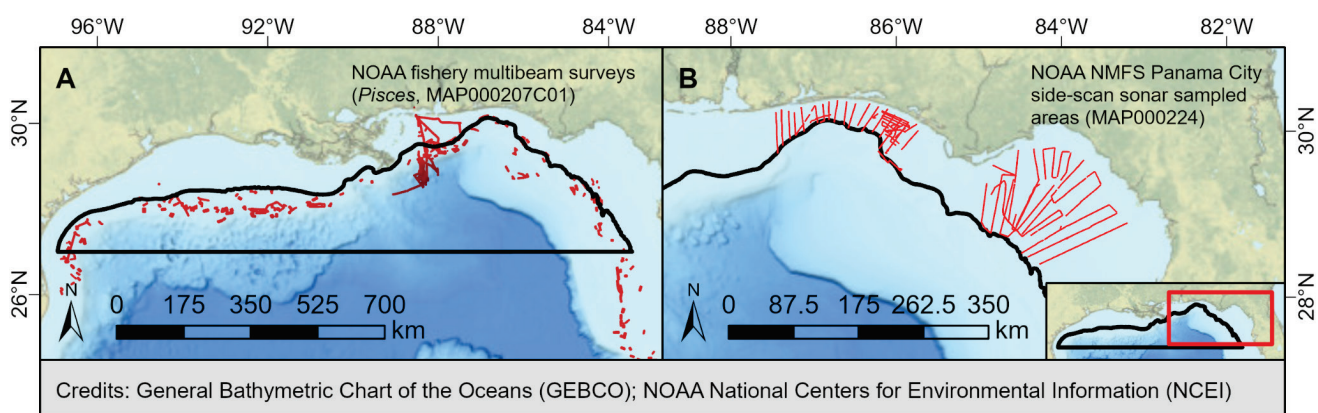 96°W 92°W 88°W 84°W 88°W 86°W 84°W 82°W
A
NOAA fishery multibeam surveys
(Pisces, MAP000207C01)
B
NOAA NMFS Panama City
side-scan sonar sampled
areas (MAP000224)
30°N
30°N
26°N
28°N
N
0 175 350 525 700
km
N
0 87.5 175 262.5 350
km
Credits: General Bathymetric Chart of the Oceans (GEBCO); NOAA National Centers for Environmental Information (NCEI)